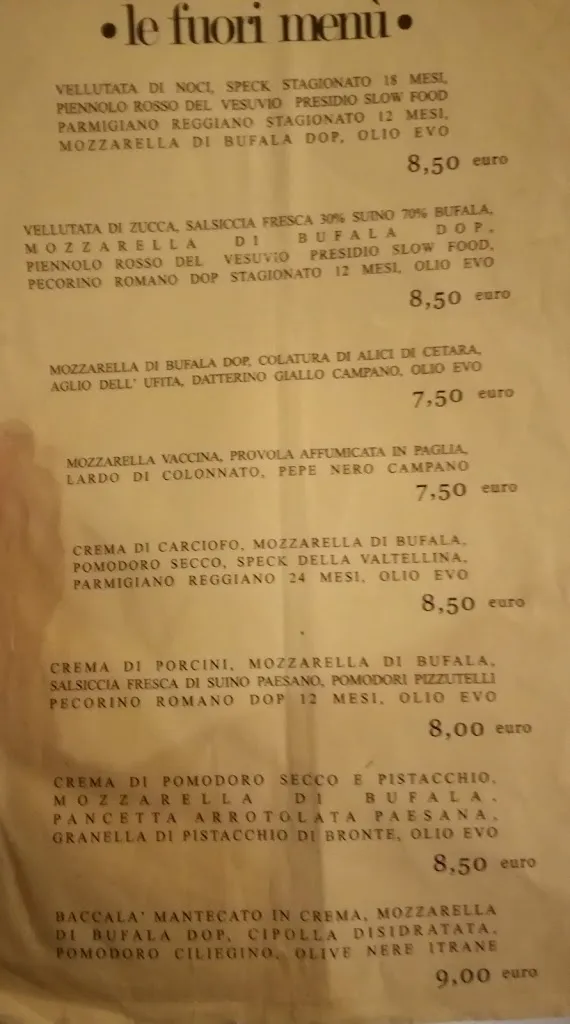 •le fuori menù•
VELLUTATA DI NOCI, SPECK STAGIONATO 18 MESI,
PIENNOLO ROSSO DEL VESUVIO PRESIDIO SLOW FOOD
PARMIGIANO REGGIANO STAGIONATO 12 MESI,
MOZZARELLA DI BUFALA DOP, OLIO EVO
8,50 euro
VELLUTATA DI ZUCCA, SALSICCIA FRESCA 30% SUINO 70% BUFALA,
MOZZARELLA DI BUFALA DOP,
PIENNOLO ROSSO DEL VESUVIO PRESIDIO SLOW FOOD,
PECORINO ROMANO DOP STAGIONATO 12 MESI, OLIO EVO
8,50 euro
MOZZARELLA DI BUFALA DOP, COLATURA DI ALICI DI CETARA,
AGLIO DELL' UFITA, DATTERINO GIALLO CAMPANO, OLIO EVO
7,50 euro
MOZZARELLA VACCINA, PROVOLA AFFUMICATA IN PAGLIA,
LARDO DI COLONNATO, PEPE NERO CAMPANO
7,50 euro
CREMA DI CARCIOFO, MOZZARELLA DI BUFALA,
POMODORO SECCO, SPECK DELLA VALTELLINA,
PARMIGIANO REGGIANO 24 MESI, OLIO EVO
8,50 euro
CREMA DI PORCINI, MOZZARELLA DI BUFALA,
SALSICCIA FRESCA DI SUINO PAESANO, POMODORI PIZZUTELLI
PECORINO ROMANO DOP 12 MESI, OLIO EVO
8,00 euro
CREMA DI POMODORO SECCO E PISTACCHIO,
MOZZARELLA DI BUFALA,
PANCETTA ARROTOLATA PAESANA,
GRANELLA DI PISTACCHIO DI BRONTE, OLIO EVO
8,50 euro
BACCALA' MANTECATO IN CREMA, MOZZARELLA
DI BUFALA DOP, CIPOLLA DISIDRATATA,
POMODORO CILIEGINO, OLIVE NERE ITRANE
9,00 euro